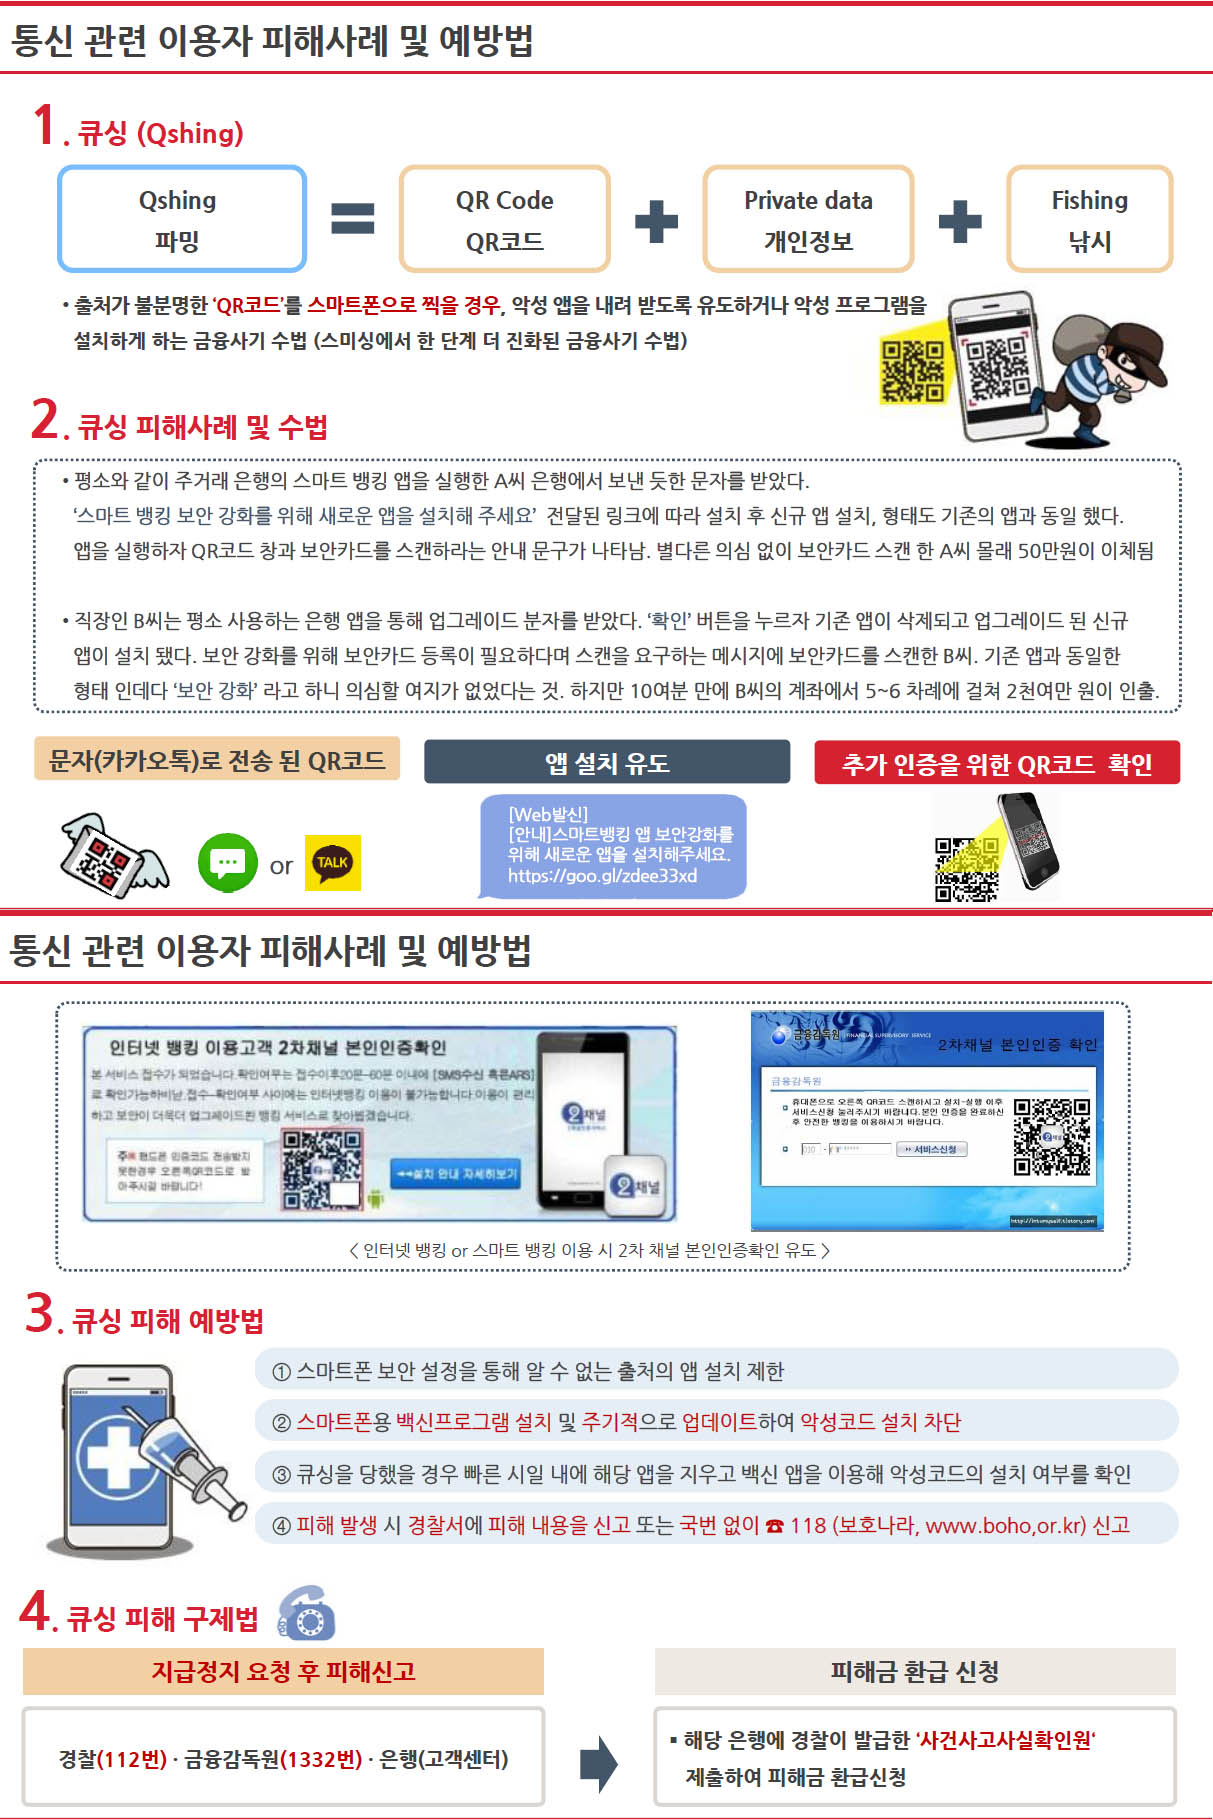 통신 관련 이용자 피해사례 및 예방법
1. 큐싱 (Qshing)
Qshing
파밍
=
QR Code
QR코드
+
Private data
개인정보
+
Fishing
낚시
• 출처가 불분명한 ‘QR코드’를 스마트폰으로 찍을 경우, 악성 앱을 내려 받도록 유도하거나 악성 프로그램을
설치하게 하는 금융사기 수법 (스미싱에서 한 단계 더 진화된 금융사기 수법)
2. 큐싱 피해사례 및 수법
• 평소와 같이 주거래 은행의 스마트 뱅킹 앱을 실행한 A씨 은행에서 보낸 듯한 문자를 받았다.
‘스마트 뱅킹 보안 강화를 위해 새로운 앱을 설치해 주세요’ 전달된 링크에 따라 설치 후 신규 앱 설치, 형태도 기존의 앱과 동일 했다.
앱을 실행하자 QR코드 창과 보안카드를 스캔하라는 안내 문구가 나타남. 별다른 의심 없이 보안카드 스캔 한 A씨 몰래 50만원이 이체됨
• 직장인 B씨는 평소 사용하는 은행 앱을 통해 업그레이드 분자를 받았다. ‘확인’ 버튼을 누르자 기존 앱이 삭제되고 업그레이드 된 신규
앱이 설치 됐다. 보안 강화를 위해 보안카드 등록이 필요하다며 스캔을 요구하는 메시지에 보안카드를 스캔한 B씨. 기존 앱과 동일한
형태 인데다 ‘보안 강화’ 라고 하니 의심할 여지가 없었다는 것. 하지만 10여분 만에 B씨의 계좌에서 5~6 차례에 걸쳐 2천여만 원이 인출.
문자(카카오톡)로 전송 된 QR코드
앱 설치 유도
추가 인증을 위한 QR코드 확인
or
TALK
[Web발신]
[안내]스마트뱅킹 앱 보안강화를
위해 새로운 앱을 설치해주세요.
https://goo.gl/zdee33xd
통신 관련 이용자 피해사례 및 예방법
인터넷 뱅킹 이용고객 2차채널 본인인증확인
본 서비스 접수가 되었습니다.확인여부는 접수이후20분~60분 이내에 [SMS수신 혹은ARS]
로 확인가능하비난,접수~확인여부 사이에는 인터넷뱅킹 이용이 불가능합니다.이용이 편리
하고 보안이 더욱더 업그레이드된 뱅킹 서비스로 찾아뵙겠습니다.
주※ 핸드폰 인증코드 전송받지
못한경우 오른쪽QR코드로 받
아주시길 바랍니다!
설치 안내 자세히보기
2채널
2채널
금융감독원 FINANCIAL SUPERVISORY SERVICE
2차채널 본인인증 확인
금융감독원
휴대폰으로 오른쪽 QR코드 스캔하시고 설치-실행 이후
서비스신청 눌러주시기 바랍니다.본인 인증을 완료하신
후 안전한 뱅킹을 이용하시기 바랍니다.
010 -
서비스신청
http://intomyself.tistory.com
< 인터넷 뱅킹 or 스마트 뱅킹 이용 시 2차 채널 본인인증확인 유도 >
3. 큐싱 피해 예방법
① 스마트폰 보안 설정을 통해 알 수 없는 출처의 앱 설치 제한
② 스마트폰용 백신프로그램 설치 및 주기적으로 업데이트하여 악성코드 설치 차단
③ 큐싱을 당했을 경우 빠른 시일 내에 해당 앱을 지우고 백신 앱을 이용해 악성코드의 설치 여부를 확인
④ 피해 발생 시 경찰서에 피해 내용을 신고 또는 국번 없이 ☎ 118 (보호나라, www.boho,or.kr) 신고
4. 큐싱 피해 구제법
지급정지 요청 후 피해신고
피해금 환급 신청
경찰(112번) · 금융감독원(1332번) · 은행(고객센터)
▪ 해당 은행에 경찰이 발급한 ‘사건사고사실확인원‘
제출하여 피해금 환급신청